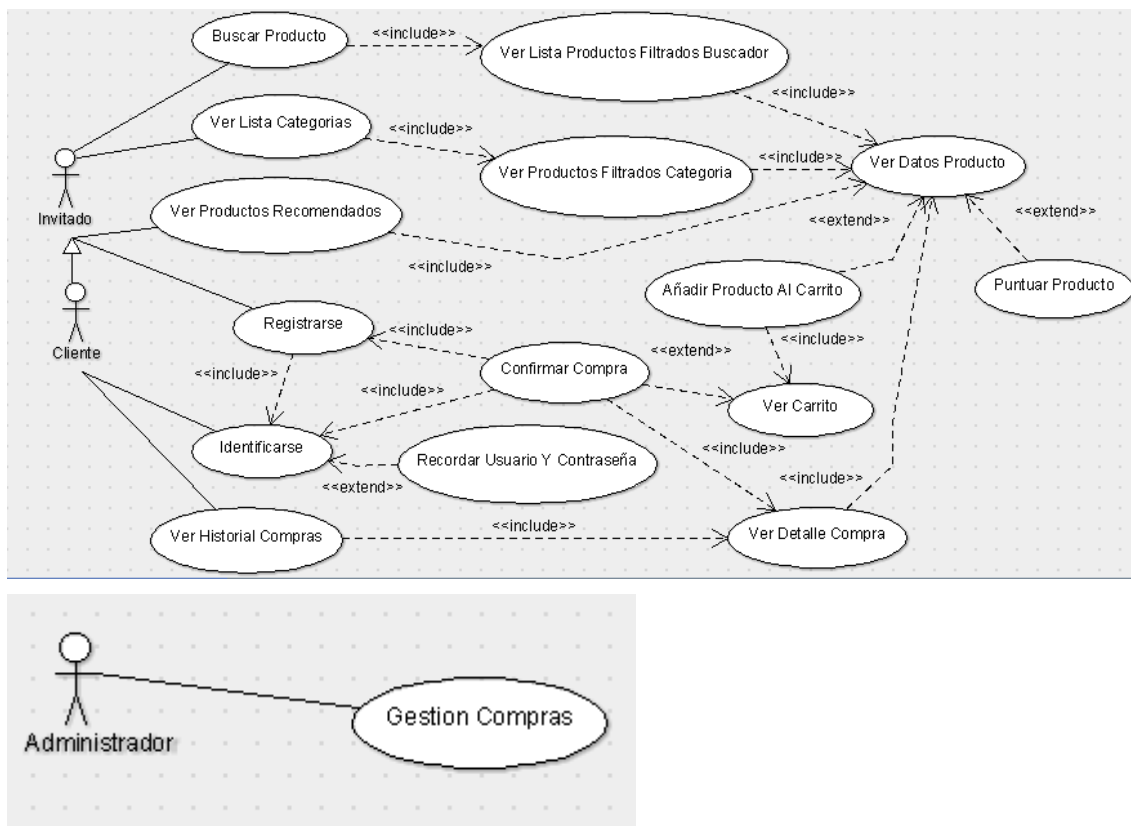 Buscar Producto
<<include>>
Ver Lista Productos Filtrados Buscador
<<include>>
Ver Lista Categorias
<<include>>
Ver Productos Filtrados Categoria
<<include>>
Ver Datos Producto
Invitado
Ver Productos Recomendados
<<include>>
<<extend>>
<<extend>>
Añadir Producto Al Carrito
Puntuar Producto
Registrarse
<<include>>
Cliente
<<include>>
Confirmar Compra
<<extend>>
<<include>>
Ver Carrito
<<include>>
Identificarse
Recordar Usuario Y Contraseña
<<extend>>
<<include>>
<<include>>
Ver Historial Compras
<<include>>
Ver Detalle Compra
Administrador
Gestion Compras